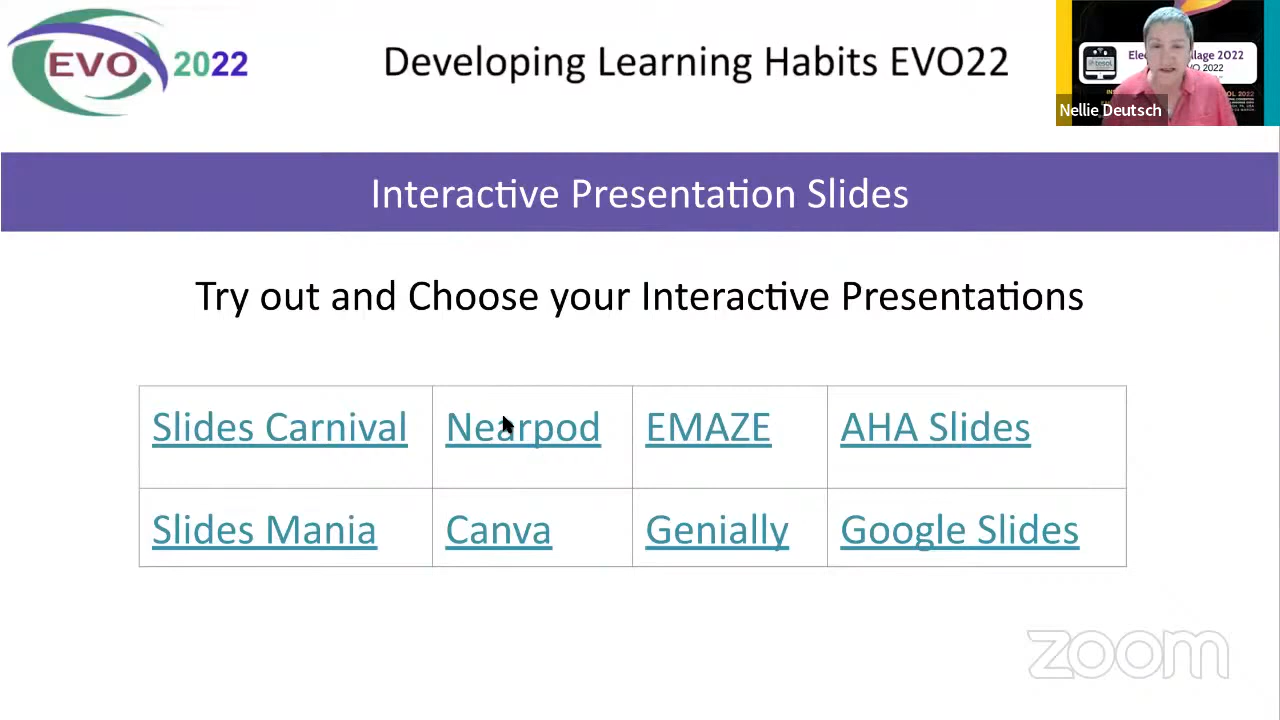 EVO 2022
Developing Learning Habits EVO22
2022
Nellie Deutsch
Interactive Presentation Slides
Try out and Choose your Interactive Presentations
Slides Carnival
Nearpod
EMAZE
AHA Slides
Slides Mania
Canva
Genially
Google Slides
zoom